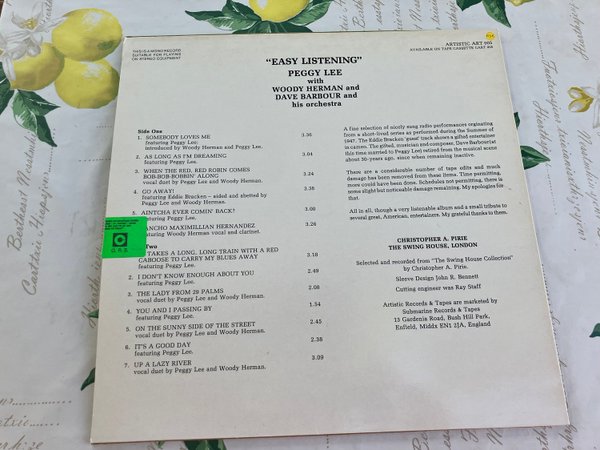 THIS IS A MONO RECORD
SUITABLE FOR PLAYING
ON STEREO EQUIPMENT
ARTISTIC ART 003
"EASY LISTENING"
PEGGY LEE
with
WOODY HERMAN and
DAVE BARBOUR and
his orchestra
Side One
1. SOMEBODY LOVES ME 3.36
featuring Peggy Lee.
introduced by Woody Herman and Peggy Lee.
2. AS LONG AS I'M DREAMING 3.04
featuring Peggy Lee.
3. WHEN THE RED, RED ROBIN COMES 3.24
BOB-BOB-BOBBIN' ALONG
vocal duet by Peggy Lee and Woody Herman.
4. GO AWAY! 3.38
featuring Eddie Bracken - aided and abetted by
Peggy Lee and Woody Herman.
5. AINTCHA EVER COMIN' BACK? 3.00
featuring Peggy Lee.
PANCHO MAXIMILLIAN HERNANDEZ 3.26
featuring Woody Herman vocal and clarinet.
Two
TAKES A LONG, LONG TRAIN WITH A RED 3.18
CABOOSE TO CARRY MY BLUES AWAY
featuring Peggy Lee.
2. I DON'T KNOW ENOUGH ABOUT YOU 2.49
featuring Peggy Lee.
3. THE LADY FROM 29 PALMS 2.08
vocal duet by Peggy Lee and Woody Herman.
4. YOU AND I PASSING BY 1.54
featuring Peggy Lee.
5. ON THE SUNNY SIDE OF THE STREET 2.45
vocal duet by Peggy Lee and Woody Herman.
6. IT'S A GOOD DAY 2.38
featuring Peggy Lee.
7. UP A LAZY RIVER 3.09
vocal duet by Peggy Lee and Woody Herman.
A fine selection of nicely sung radio performances orginating
from a short-lived series as performed during the Summer of
1947. The Eddie Bracken 'guest' track shows a gifted entertainer
in cameo. The gifted, musician and composer, Dave Barbour(at
this time married to Peggy Lee) retired from the musical scene
about 30-years ago, since when remaining inactive.
There are a constable number of tape edits and much
damage has been removed from these items. Time permitting,
more could have been done. Schedules not permitting, there is
some slight but noticeable damage remaining. My apologies for
that.
All in all, though a very listenable album and a small tribute to
several great, American, entertainers. My grateful thanks to them.
CHRISTOPHER A. PIRIE
THE SWING HOUSE, LONDON
Selected and recorded from "The Swing House Collection"
by Christopher A. Pirie.
Sleeve Design John R. Bennett
Cutting engineer was Ray Staff
Artistic Records & Tapes are marketed by
Submarine Records & Tapes
13 Gardenia Road, Bush Hill Park,
Enfield, Middx EN1 2JA, England